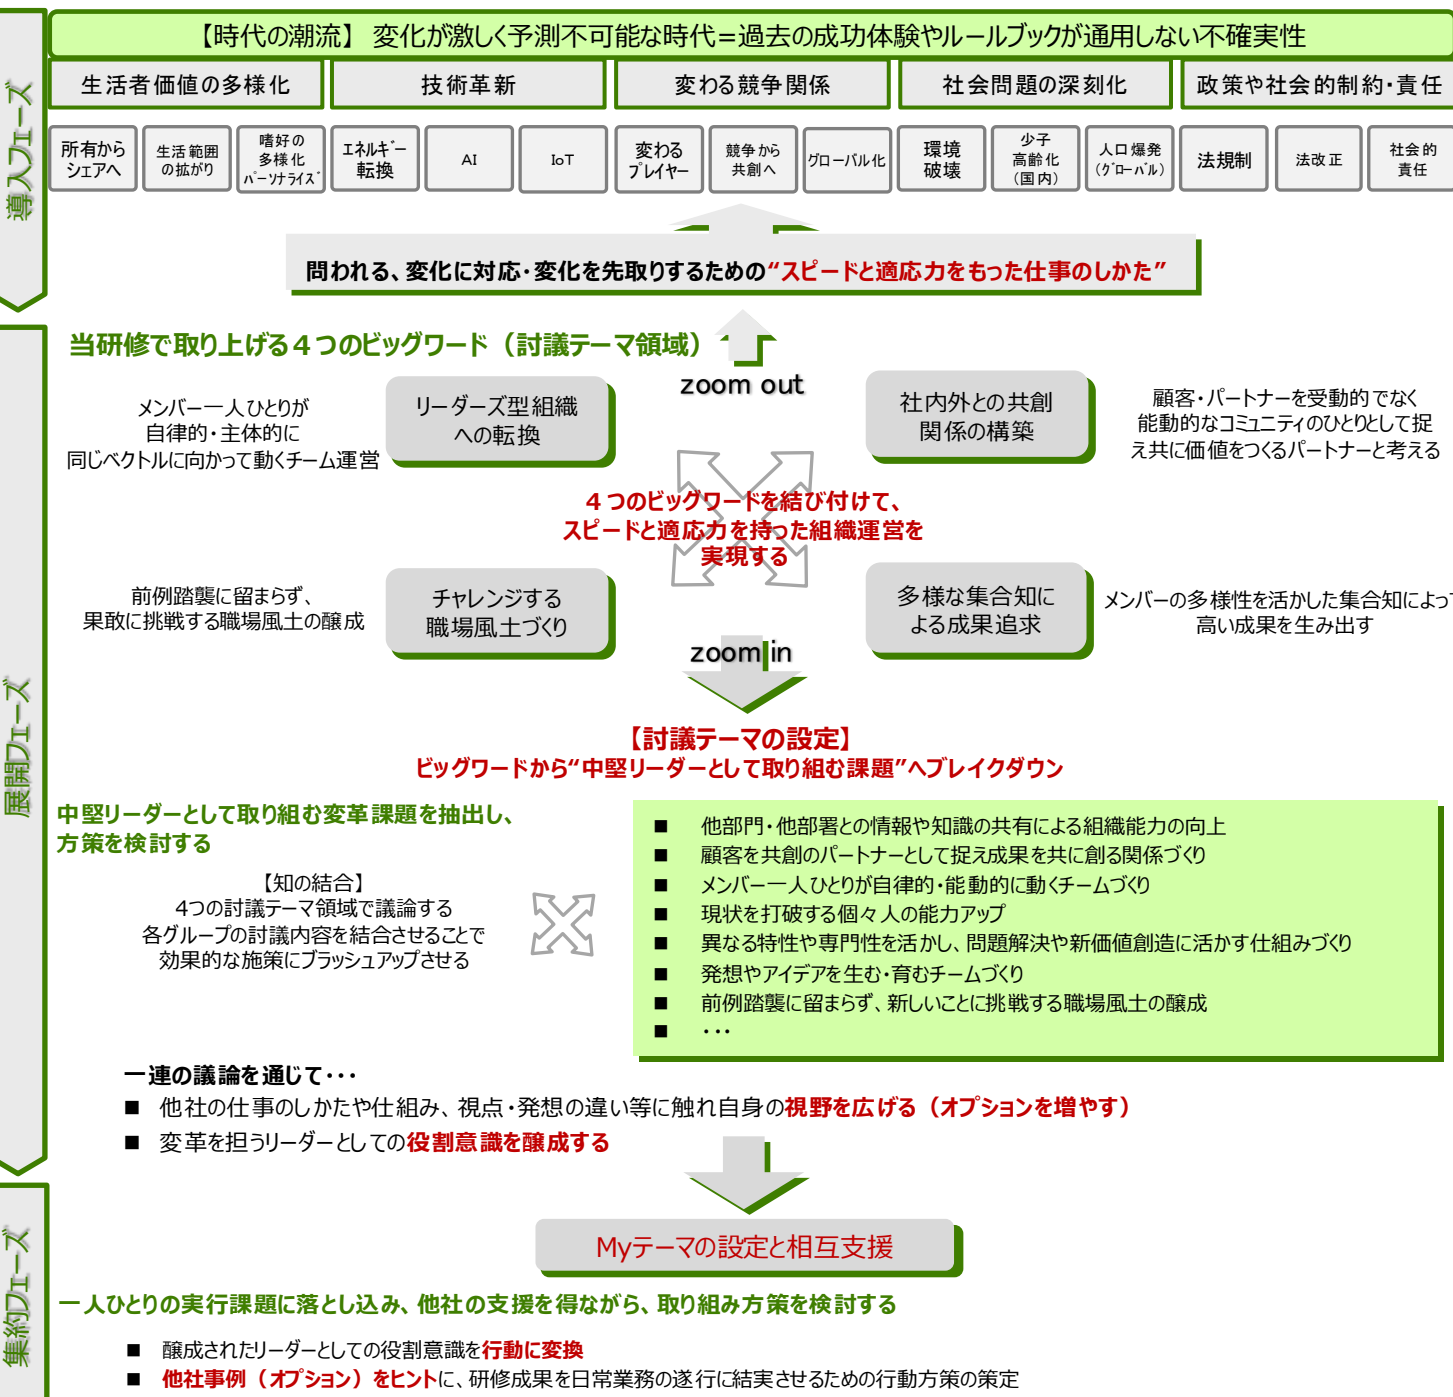 導入フェーズ
【時代の潮流】 変化が激しく予測不可能な時代＝過去の成功体験やルールブックが通用しない不確実性
生活者価値の多様化
技術革新
変わる競争関係
社会問題の深刻化
政策や社会的制約・責任
所有から
シェアへ
生活範囲
の拡がり
嗜好の
多様化
パーソナライズ
エネルギー
転換
AI
IoT
変わる
プレイヤー
競争から
共創へ
グローバル化
環境
破壊
少子
高齢化
（国内）
人口爆発
（グローバル）
法規制
法改正
社会的
責任
問われる、変化に対応・変化を先取りするための“スピードと適応力をもった仕事のしかた”
展開フェーズ
当研修で取り上げる４つのビッグワード（討議テーマ領域）
zoom out
メンバー一人ひとりが
自律的・主体的に
同じベクトルに向かって動くチーム運営
リーダーズ型組織
への転換
社内外との共創
関係の構築
顧客・パートナーを受動的でなく
能動的なコミュニティのひとりとして捉
え共に価値をつくるパートナーと考える
４つのビッグワードを結び付けて、
スピードと適応力を持った組織運営を
実現する
前例踏襲に留まらず、
果敢に挑戦する職場風土の醸成
チャレンジする
職場風土づくり
多様な集合知に
よる成果追求
メンバーの多様性を活かした集合知によって
高い成果を生み出す
zoom in
【討議テーマの設定】
ビッグワードから“中堅リーダーとして取り組む課題”へブレイクダウン
中堅リーダーとして取り組む変革課題を抽出し、
方策を検討する
【知の結合】
4つの討議テーマ領域で議論する
各グループの討議内容を結合させることで
効果的な施策にブラッシュアップさせる
■ 他部門・他部署との情報や知識の共有による組織能力の向上
■ 顧客を共創のパートナーとして捉え成果を共に創る関係づくり
■ メンバー一人ひとりが自律的・能動的に動くチームづくり
■ 現状を打破する個々人の能力アップ
■ 異なる特性や専門性を活かし、問題解決や新価値創造に活かす仕組みづくり
■ 発想やアイデアを生む・育むチームづくり
■ 前例踏襲に留まらず、新しいことに挑戦する職場風土の醸成
■ ・・・
一連の議論を通じて・・・
■ 他社の仕事のしかたや仕組み、視点・発想の違い等に触れ自身の視野を広げる（オプションを増やす）
■ 変革を担うリーダーとしての役割意識を醸成する
集約フェーズ
Myテーマの設定と相互支援
一人ひとりの実行課題に落とし込み、他社の支援を得ながら、取り組み方策を検討する
■ 醸成されたリーダーとしての役割意識を行動に変換
■ 他社事例（オプション）をヒントに、研修成果を日常業務の遂行に結実させるための行動方策の策定